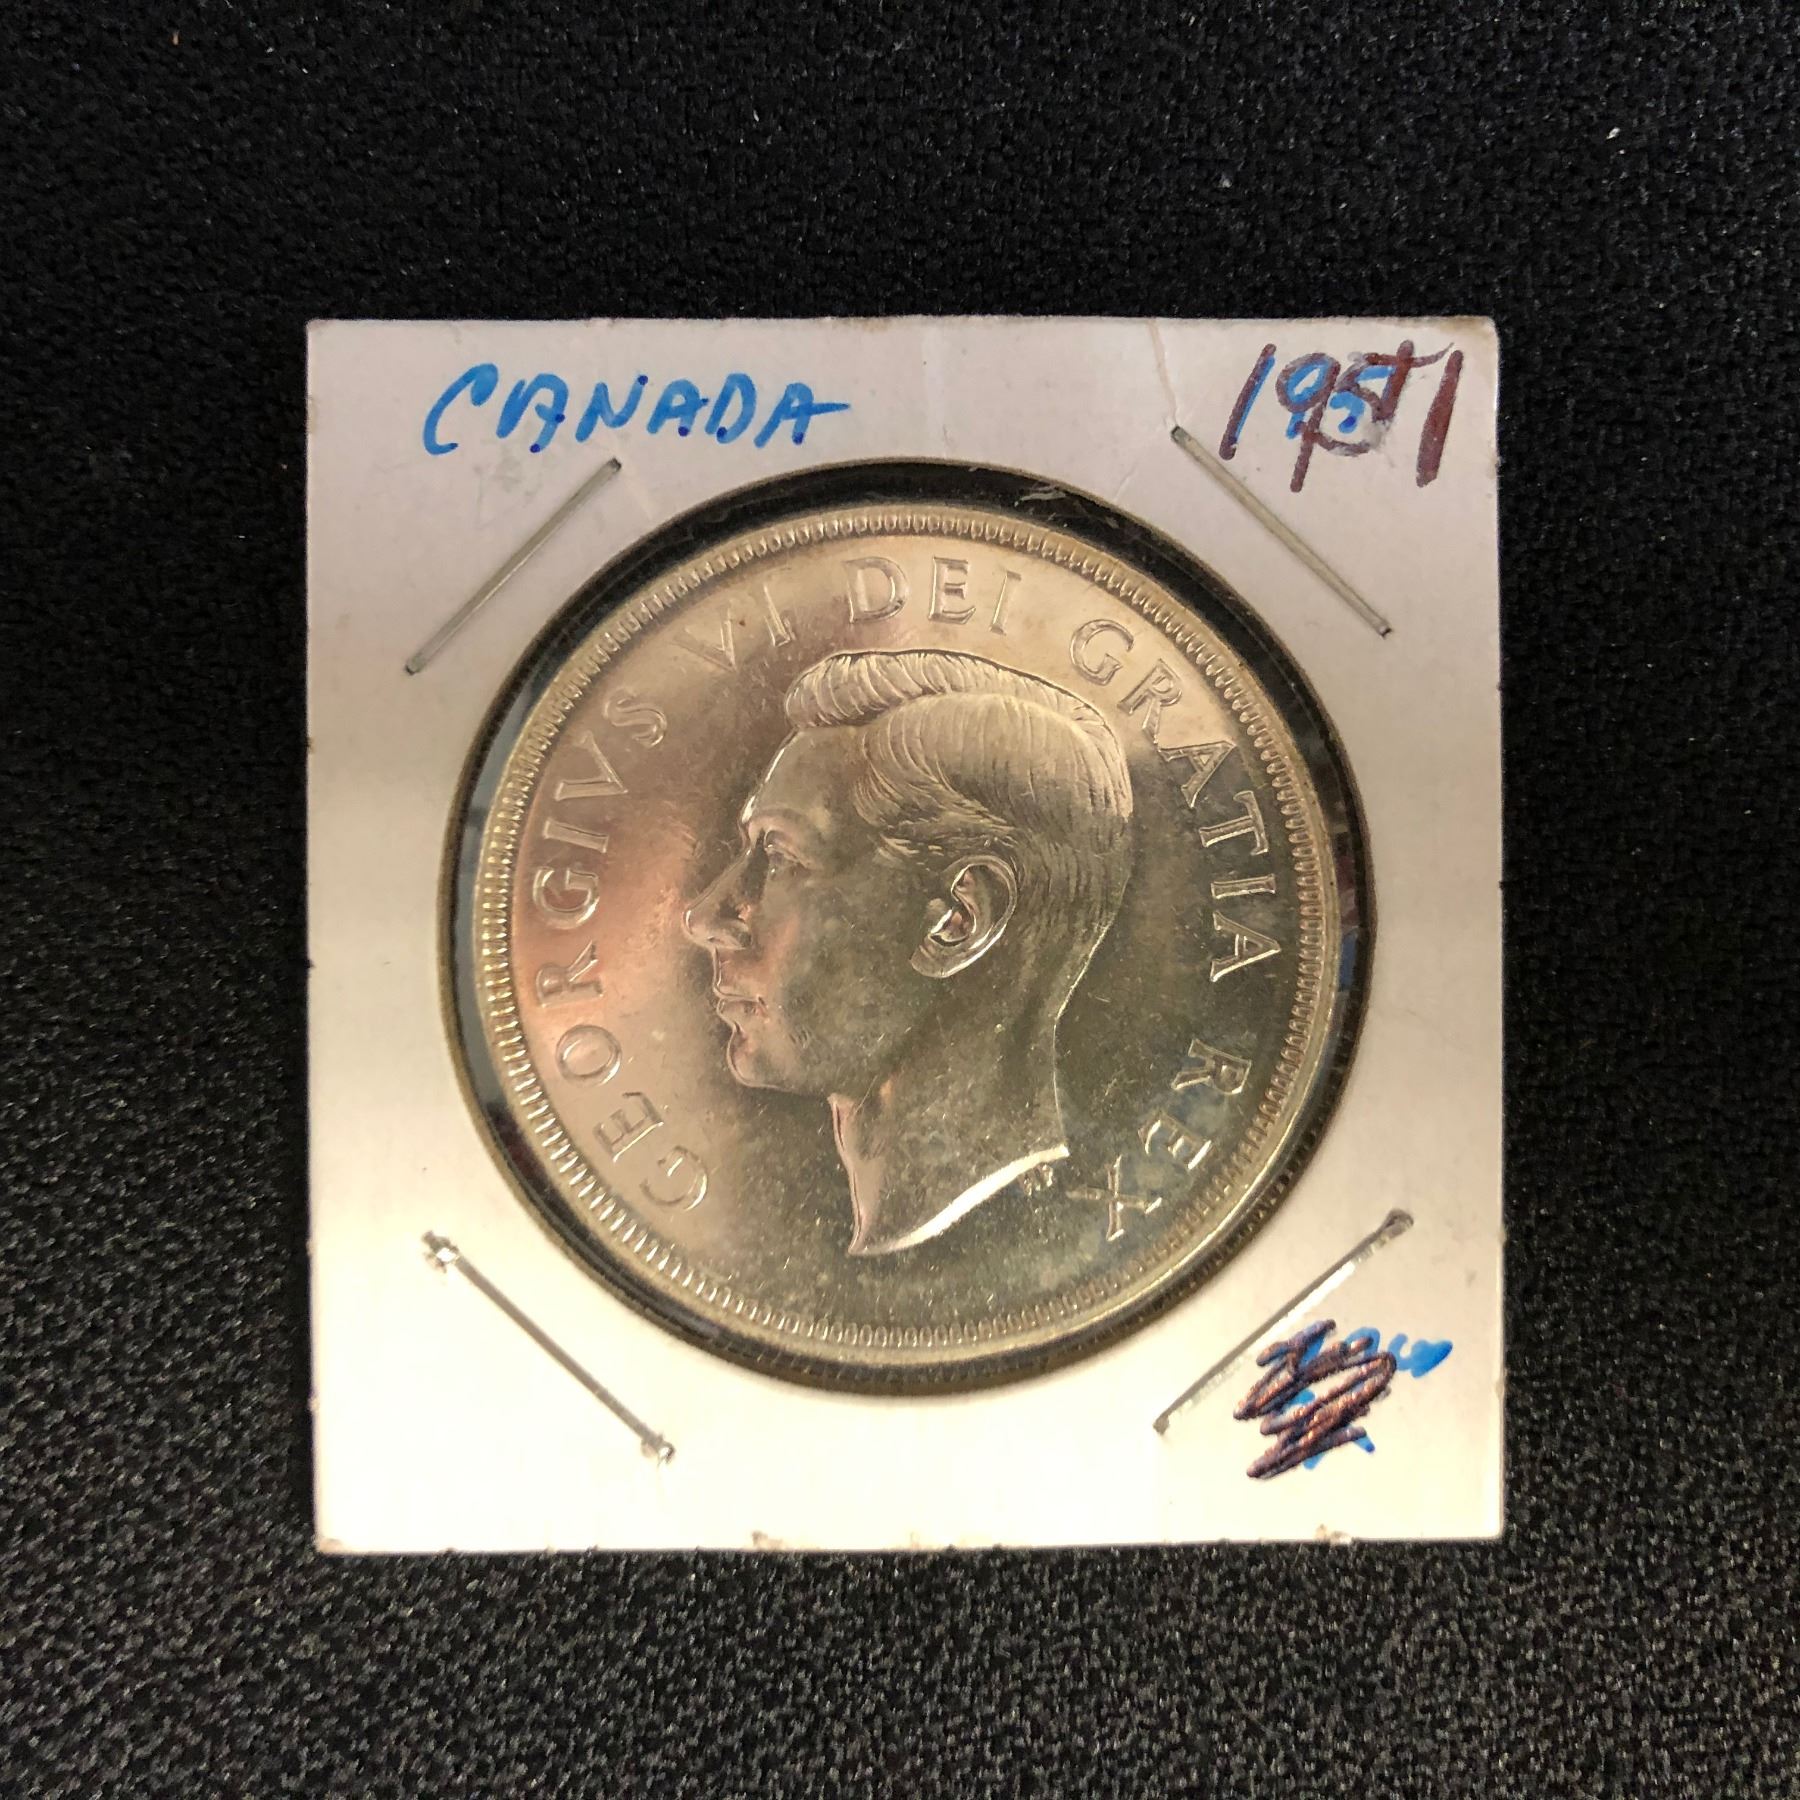 CANADA 1951
GEORGIVS VI DEI GRATIA REX